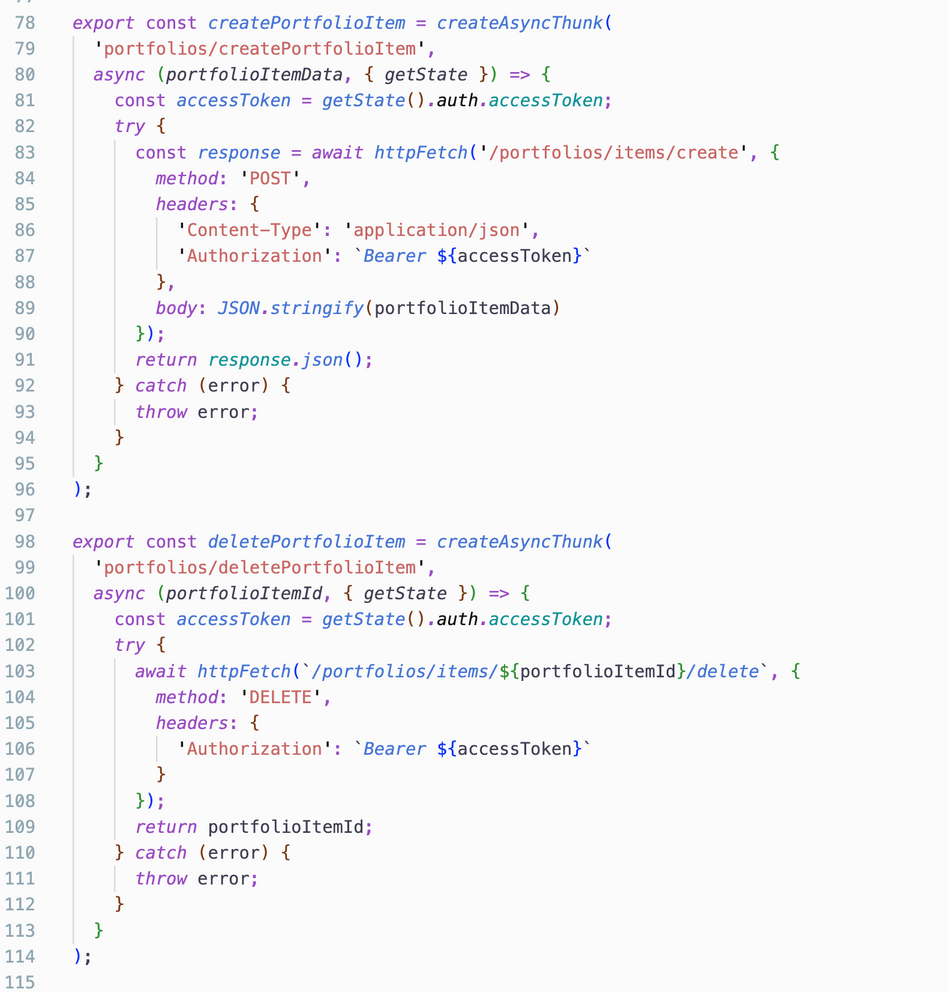 78 export const createPortfolioItem = createAsyncThunk(
79 'portfolios/createPortfolioItem',
80 async (portfolioItemData, { getState }) => {
81 const accessToken = getState().auth.accessToken;
82 try {
83 const response = await httpFetch('/portfolios/items/create', {
84 method: 'POST',
85 headers: {
86 'Content-Type': 'application/json',
87 'Authorization': `Bearer ${accessToken}`
88 },
89 body: JSON.stringify(portfolioItemData)
90 });
91 return response.json();
92 } catch (error) {
93 throw error;
94 }
95 }
96 );
97
98 export const deletePortfolioItem = createAsyncThunk(
99 'portfolios/deletePortfolioItem',
100 async (portfolioItemId, { getState }) => {
101 const accessToken = getState().auth.accessToken;
102 try {
103 await httpFetch(`/portfolios/items/${portfolioItemId}/delete`, {
104 method: 'DELETE',
105 headers: {
106 'Authorization': `Bearer ${accessToken}`
107 }
108 });
109 return portfolioItemId;
110 } catch (error) {
111 throw error;
112 }
113 }
114 );
115